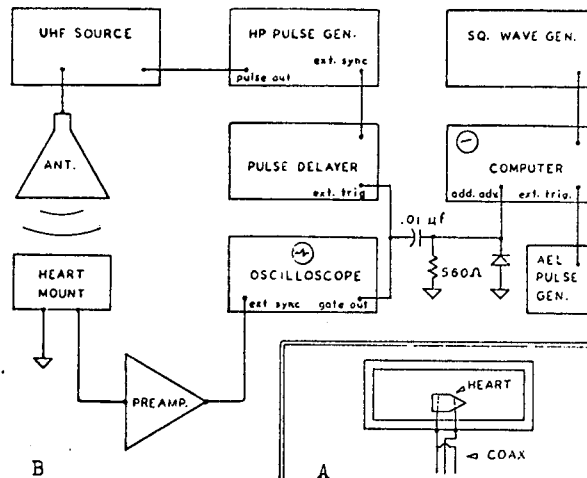 UHF SOURCE
HP PULSE GEN.
ext. sync
pulse out
SQ. WAVE GEN.
ANT.
PULSE DELAYER
ext. trig
COMPUTER
add. adv.
ext. trig.
.01 μf
560Ω
HEART
MOUNT
OSCILLOSCOPE
ext sync
gate out
AEL
PULSE
GEN.
PREAMP.
HEART
COAX
B
A